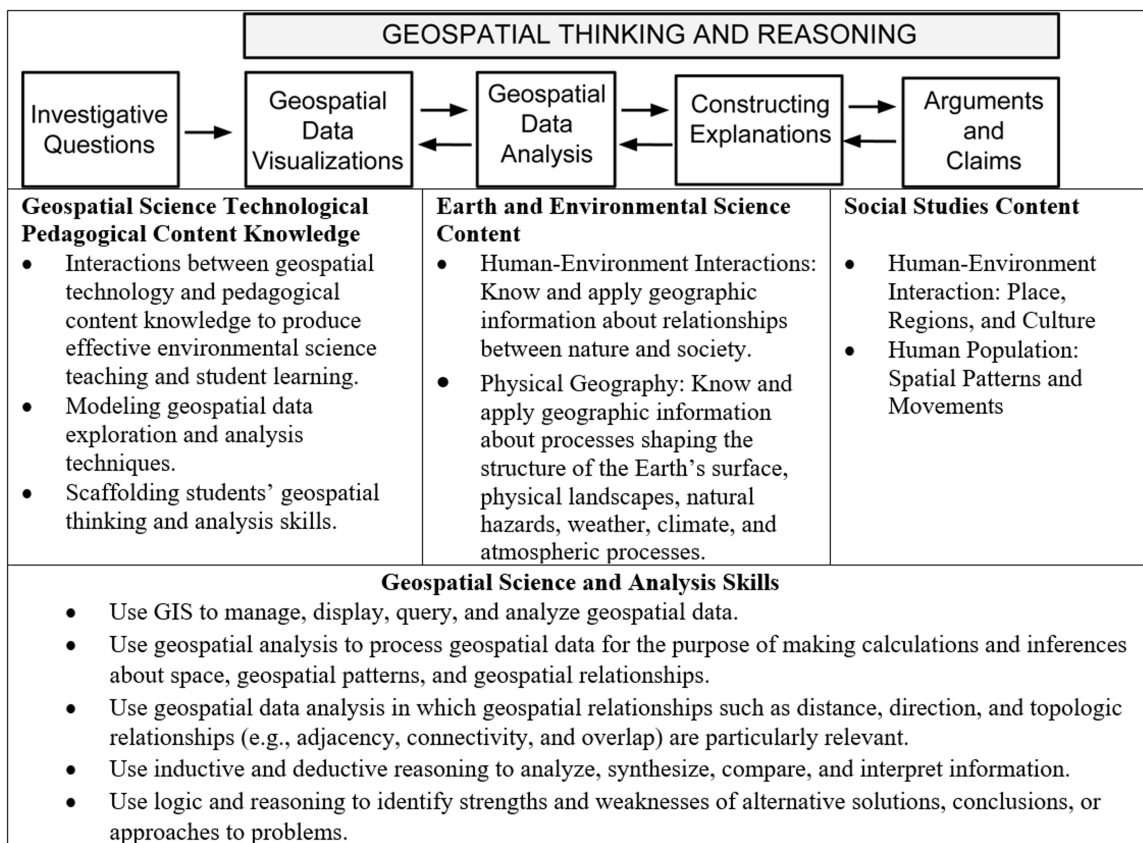 GEOSPATIAL THINKING AND REASONING
Investigative
Questions
Geospatial
Data
Visualizations
Geospatial
Data
Analysis
Constructing
Explanations
Arguments
and
Claims
Geospatial Science Technological
Pedagogical Content Knowledge
• Interactions between geospatial
technology and pedagogical
content knowledge to produce
effective environmental science
teaching and student learning.
• Modeling geospatial data
exploration and analysis
techniques.
• Scaffolding students’ geospatial
thinking and analysis skills.
Earth and Environmental Science
Content
• Human-Environment Interactions:
Know and apply geographic
information about relationships
between nature and society.
• Physical Geography: Know and
apply geographic information
about processes shaping the
structure of the Earth’s surface,
physical landscapes, natural
hazards, weather, climate, and
atmospheric processes.
Social Studies Content
• Human-Environment
Interaction: Place,
Regions, and Culture
• Human Population:
Spatial Patterns and
Movements
Geospatial Science and Analysis Skills
• Use GIS to manage, display, query, and analyze geospatial data.
• Use geospatial analysis to process geospatial data for the purpose of making calculations and inferences
about space, geospatial patterns, and geospatial relationships.
• Use geospatial data analysis in which geospatial relationships such as distance, direction, and topologic
relationships (e.g., adjacency, connectivity, and overlap) are particularly relevant.
• Use inductive and deductive reasoning to analyze, synthesize, compare, and interpret information.
• Use logic and reasoning to identify strengths and weaknesses of alternative solutions, conclusions, or
approaches to problems.